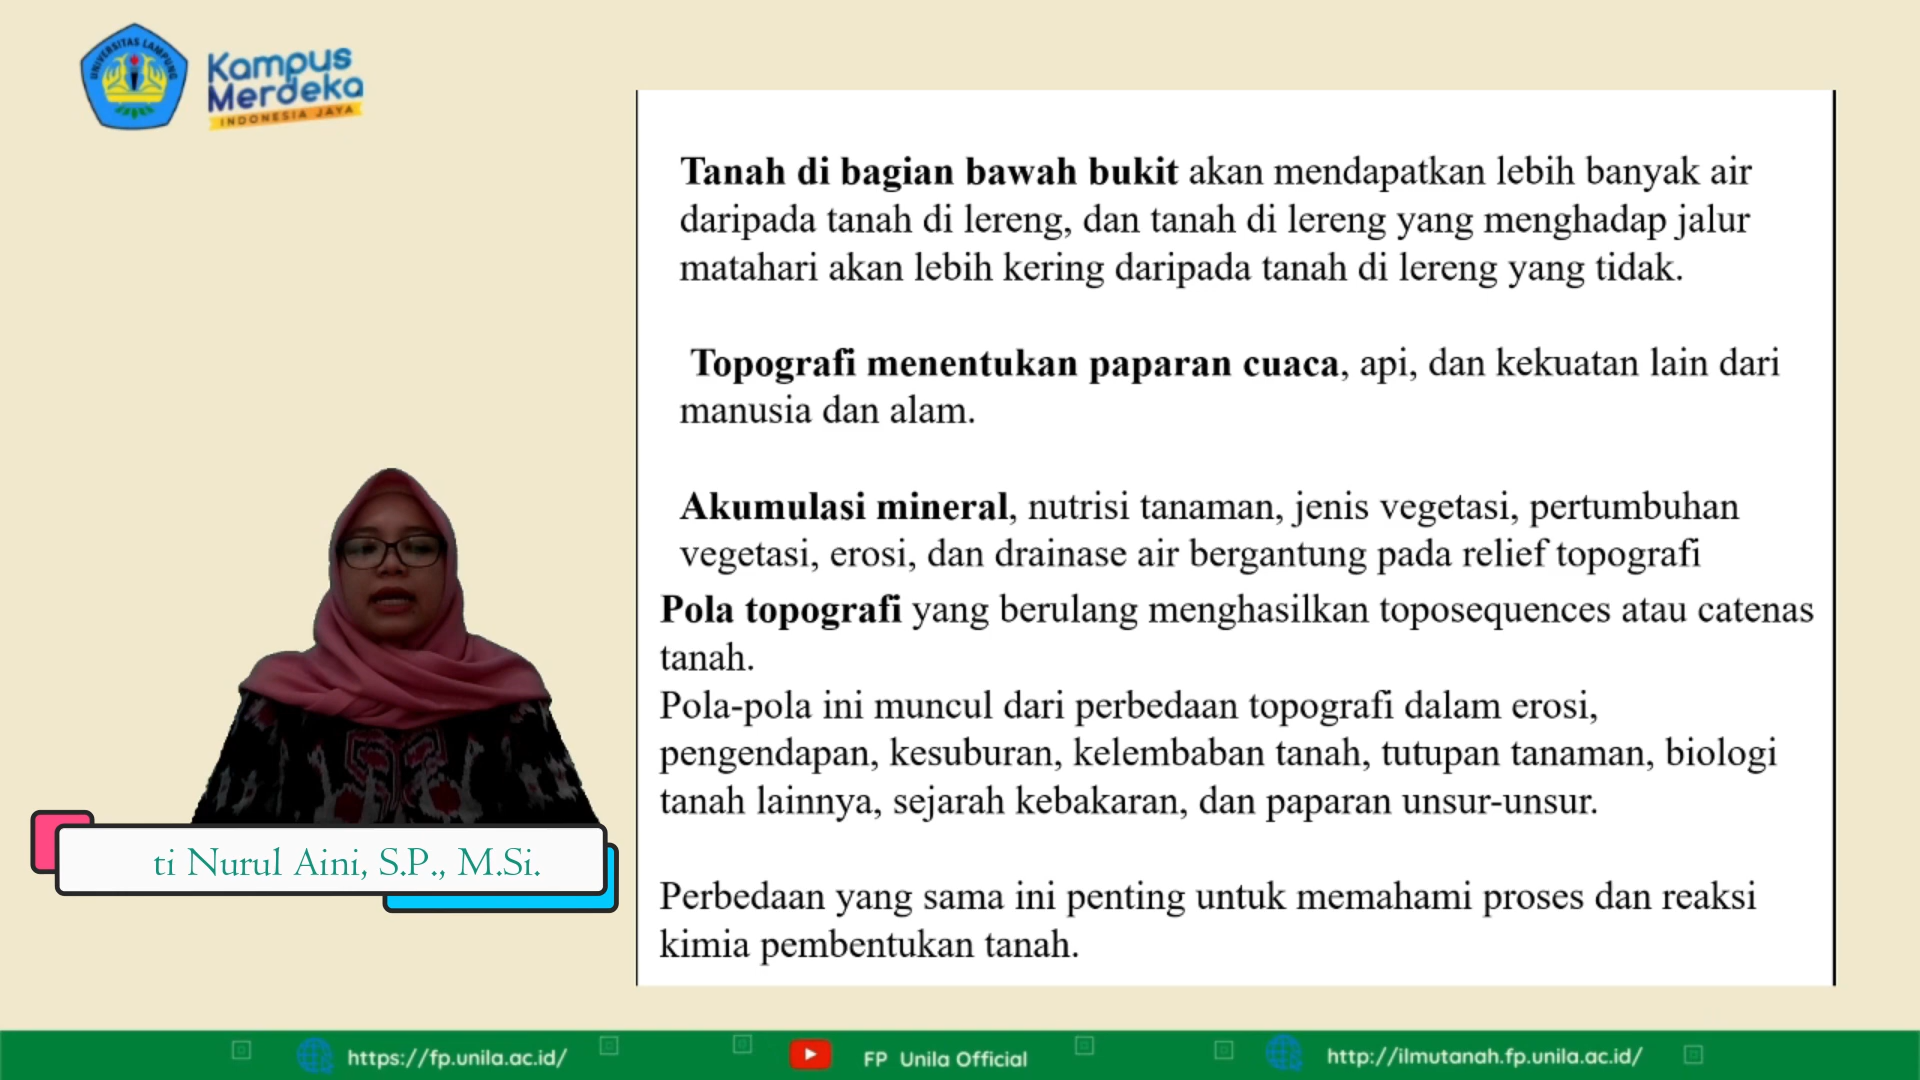 UNIVERSITAS LAMPUNG
Kampus
Merdeka
INDONESIA JAYA
Tanah di bagian bawah bukit akan mendapatkan lebih banyak air
daripada tanah di lereng, dan tanah di lereng yang menghadap jalur
matahari akan lebih kering daripada tanah di lereng yang tidak.
Topografi menentukan paparan cuaca, api, dan kekuatan lain dari
manusia dan alam.
Akumulasi mineral, nutrisi tanaman, jenis vegetasi, pertumbuhan
vegetasi, erosi, dan drainase air bergantung pada relief topografi
Pola topografi yang berulang menghasilkan toposequences atau catenas
tanah.
Pola-pola ini muncul dari perbedaan topografi dalam erosi,
pengendapan, kesuburan, kelembaban tanah, tutupan tanaman, biologi
tanah lainnya, sejarah kebakaran, dan paparan unsur-unsur.
Perbedaan yang sama ini penting untuk memahami proses dan reaksi
kimia pembentukan tanah.
ti Nurul Aini, S.P., M.Si.
https://fp.unila.ac.id/
FP Unila Official
http://ilmutanah.fp.unila.ac.id/